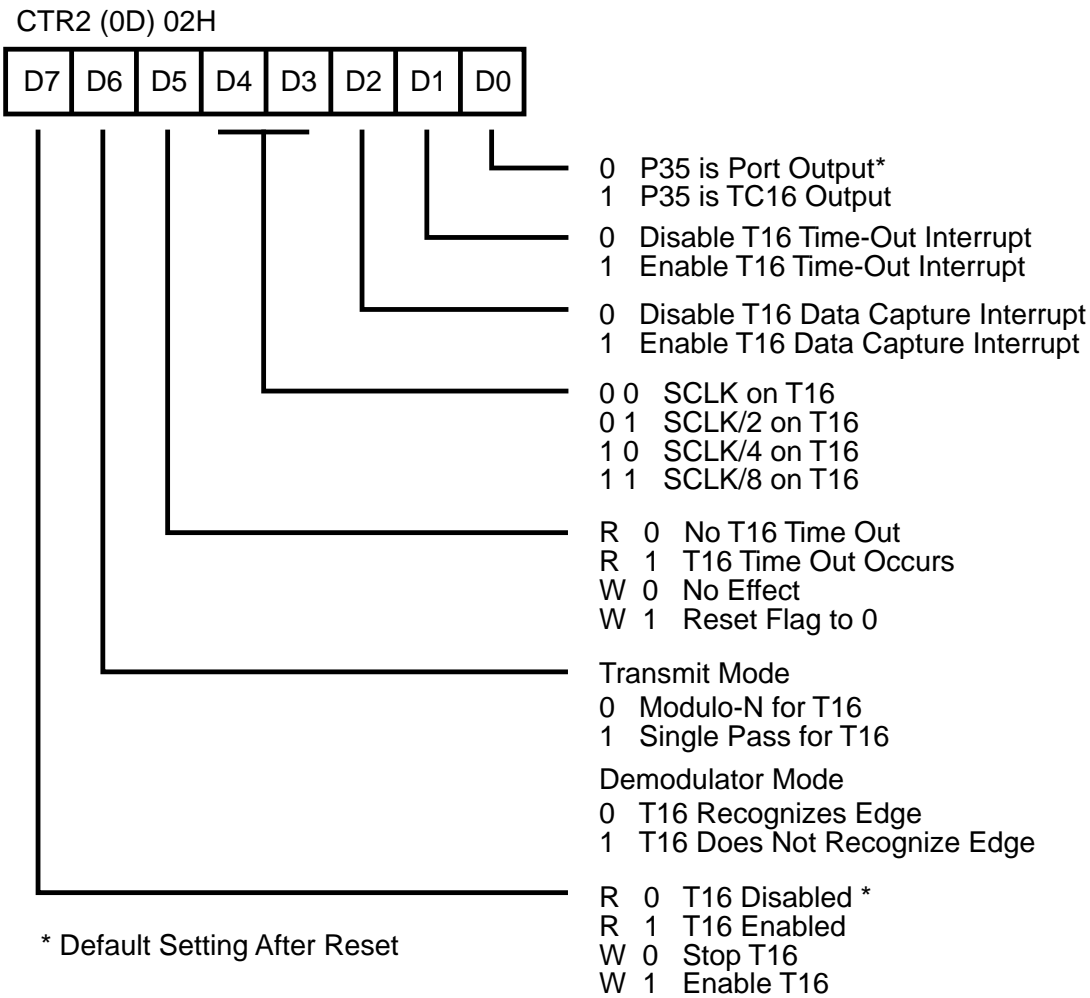 CTR2 (0D) 02H
D7 D6 D5 D4 D3 D2 D1 D0
0 P35 is Port Output*
1 P35 is TC16 Output
0 Disable T16 Time-Out Interrupt
1 Enable T16 Time-Out Interrupt
0 Disable T16 Data Capture Interrupt
1 Enable T16 Data Capture Interrupt
0 0 SCLK on T16
0 1 SCLK/2 on T16
1 0 SCLK/4 on T16
1 1 SCLK/8 on T16
R 0 No T16 Time Out
R 1 T16 Time Out Occurs
W 0 No Effect
W 1 Reset Flag to 0
Transmit Mode
0 Modulo-N for T16
1 Single Pass for T16
Demodulator Mode
0 T16 Recognizes Edge
1 T16 Does Not Recognize Edge
R 0 T16 Disabled *
R 1 T16 Enabled
W 0 Stop T16
W 1 Enable T16
* Default Setting After Reset